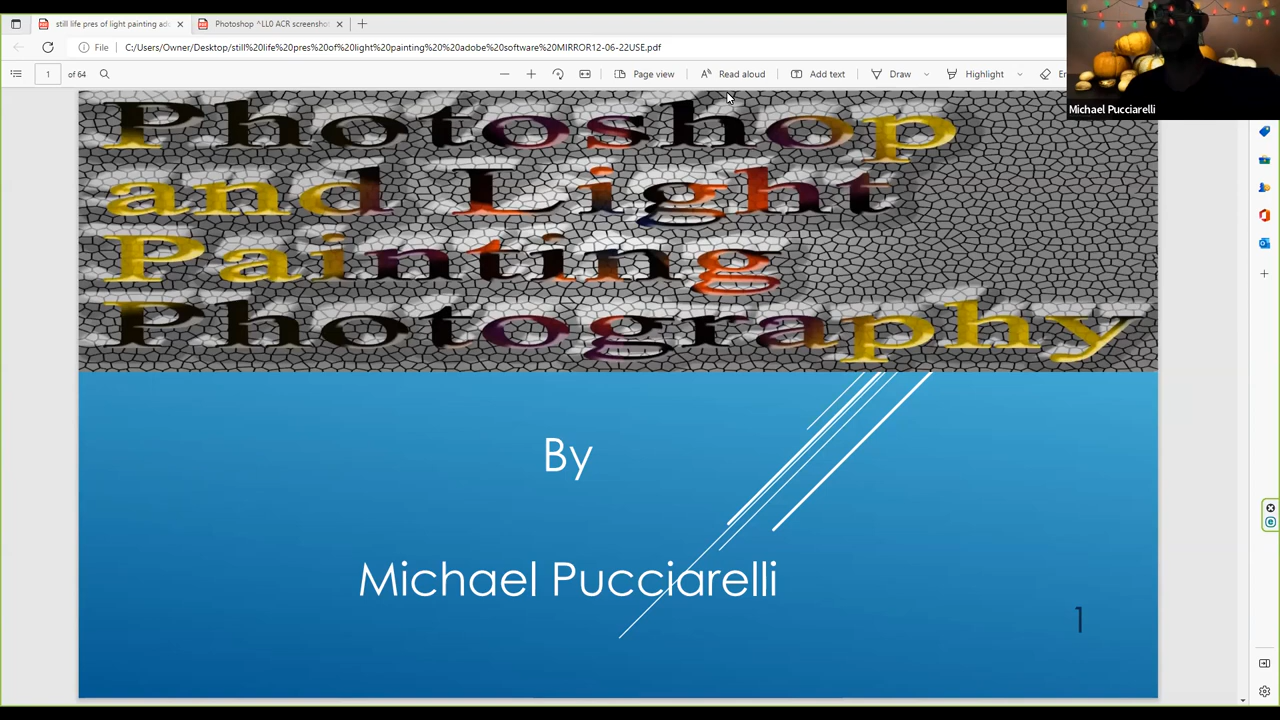 still life pres of light painting ado
Photoshop ^LL0 ACR screenshot
File
C:/Users/Owner/Desktop/still%20life%20pres%20of%20light%20painting%20%20adobe%20software%20MIRROR12-06-22USE.pdf
1 of 64
Page view
Read aloud
Add text
Draw
Highlight
Michael Pucciarelli
Photoshop
and Light
Painting
Photography
By
Michael Pucciarelli
1